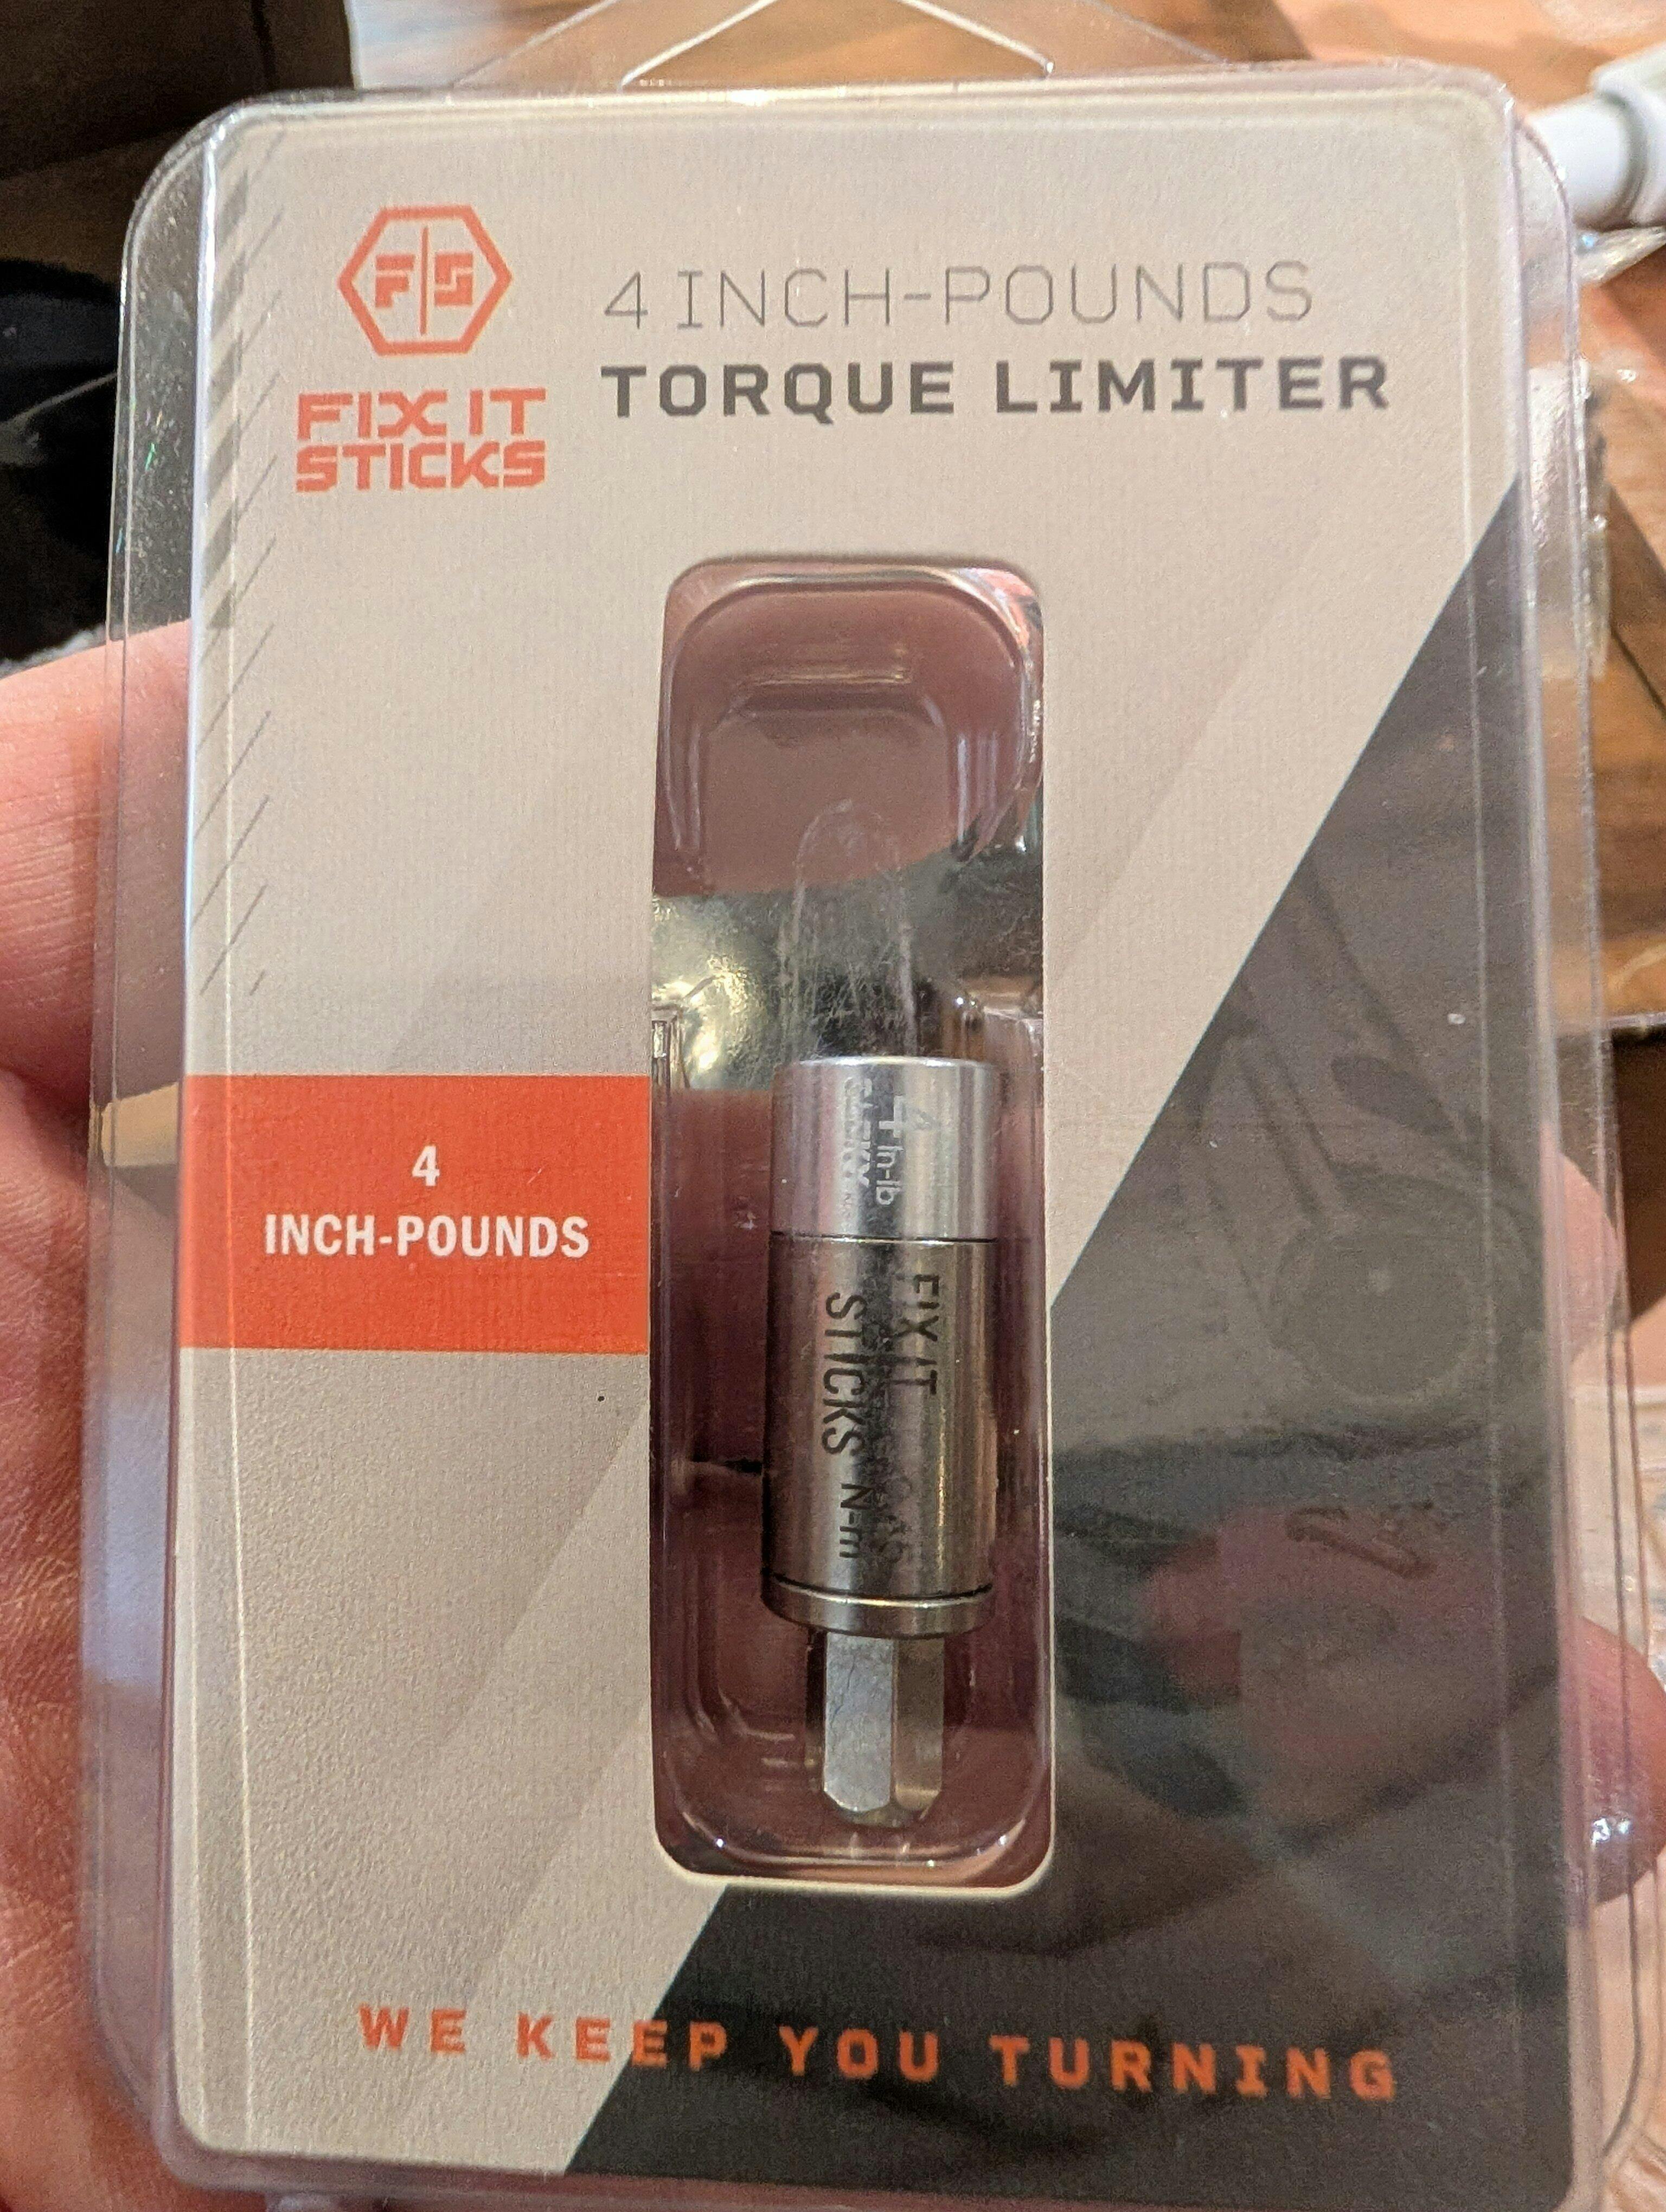 F|S
FIX IT
STICKS
4 INCH-POUNDS
TORQUE LIMITER
4
INCH-POUNDS
4 in-lb
FIX IT
STICKS N-m
WE KEEP YOU TURNING